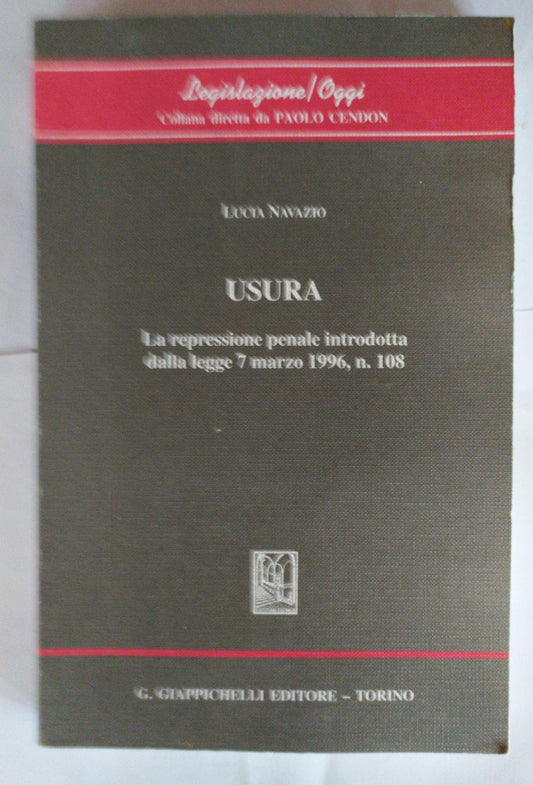 Legislazione/Oggi
Collana diretta da PAOLO CENDON
LUCIA NAVAZIO
USURA
La repressione penale introdotta
dalla legge 7 marzo 1996, n. 108
G. GIAPPICHELLI EDITORE – TORINO